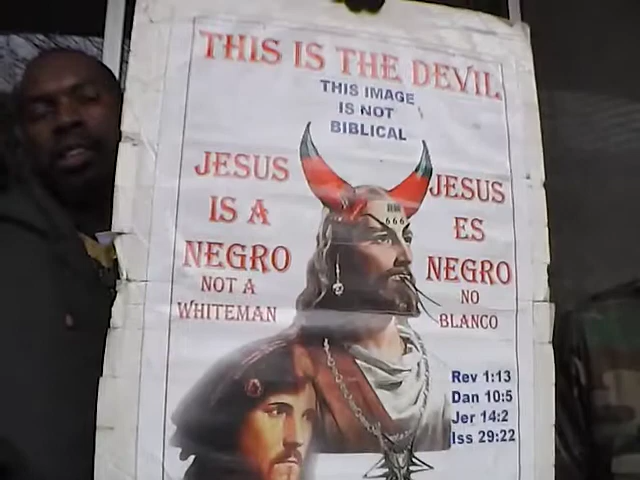 THIS IS THE DEVIL
THIS IMAGE
IS NOT
BIBLICAL
JESUS
IS A
NEGRO
NOT A
WHITEMAN
666
JESUS
ES
NEGRO
NO
BLANCO
Rev 1:13
Dan 10:5
Jer 14:2
Iss 29:22